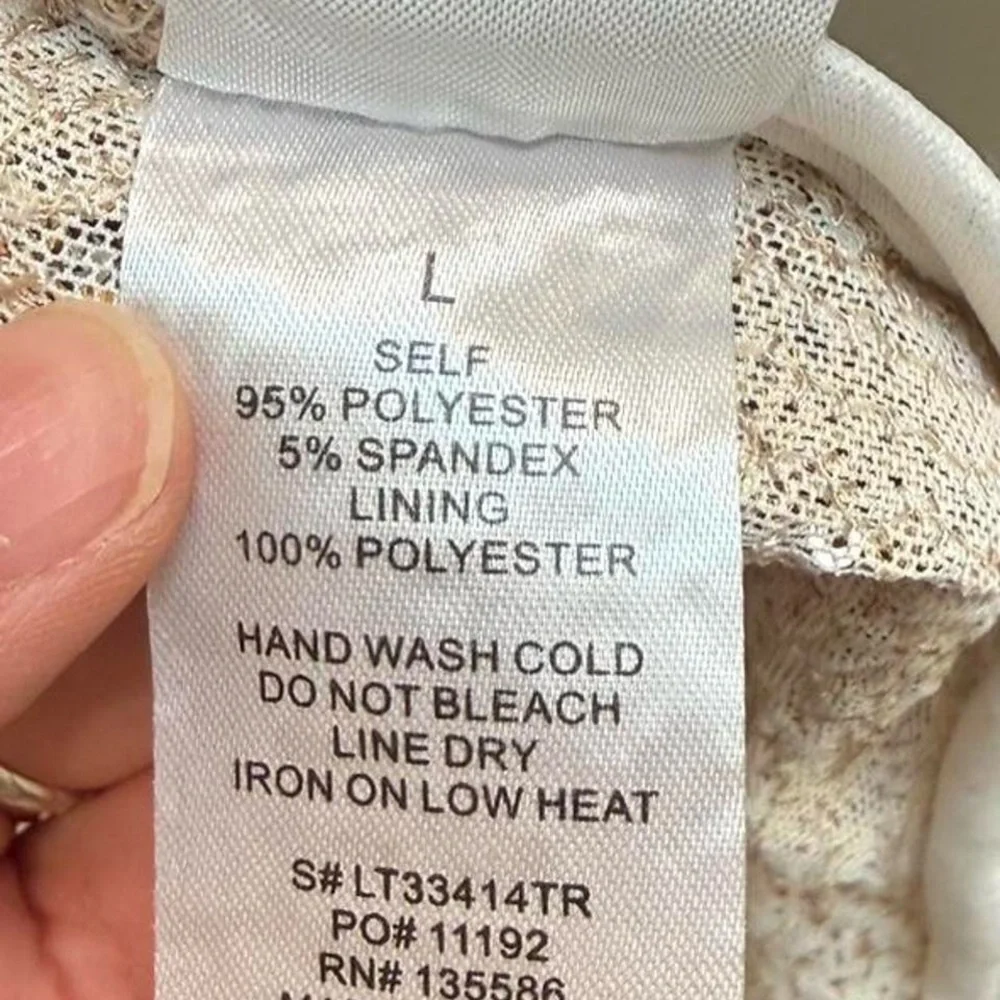 L
SELF
95% POLYESTER
5% SPANDEX
LINING
100% POLYESTER
HAND WASH COLD
DO NOT BLEACH
LINE DRY
IRON ON LOW HEAT
S# LT33414TR
PO# 11192
RN# 135586